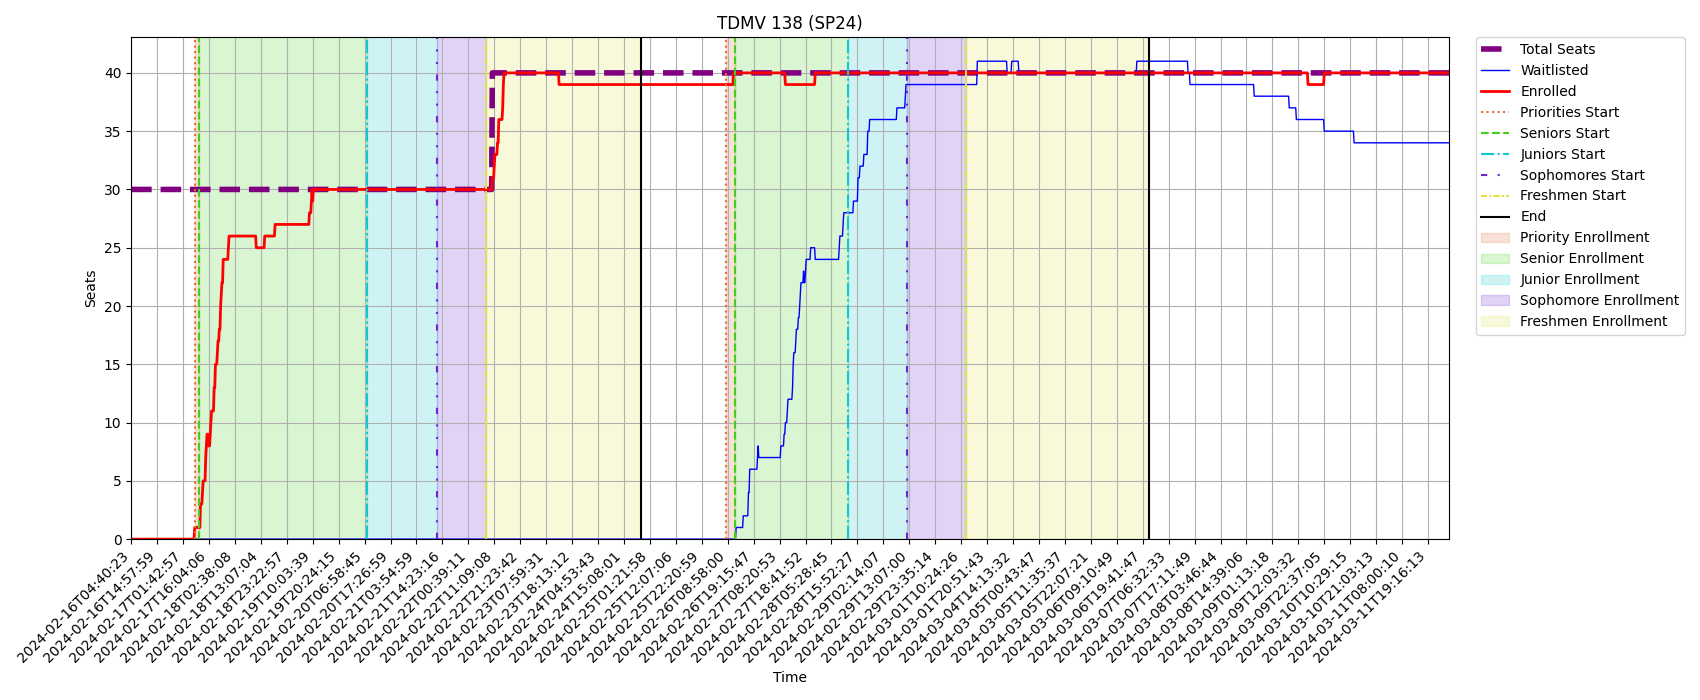 TDMV 138 (SP24)
Total Seats
Waitlisted
Enrolled
Priorities Start
Seniors Start
Juniors Start
Sophomores Start
Freshmen Start
End
Priority Enrollment
Senior Enrollment
Junior Enrollment
Sophomore Enrollment
Freshmen Enrollment
Seats
40
35
30
25
20
15
10
5
0
2024-02-16T04:40:23
2024-02-16T14:57:59
2024-02-17T01:42:57
2024-02-17T16:04:06
2024-02-18T02:38:08
2024-02-18T13:07:04
2024-02-18T23:22:57
2024-02-19T10:03:39
2024-02-19T20:24:15
2024-02-20T06:58:45
2024-02-20T17:26:59
2024-02-21T03:54:59
2024-02-21T14:23:16
2024-02-22T00:39:11
2024-02-22T11:09:08
2024-02-22T21:23:42
2024-02-23T07:59:31
2024-02-23T18:13:12
2024-02-24T04:53:43
2024-02-24T15:08:01
2024-02-25T01:21:58
2024-02-25T12:07:06
2024-02-25T22:20:59
2024-02-26T08:58:00
2024-02-26T19:15:47
2024-02-27T08:20:53
2024-02-27T18:41:52
2024-02-28T05:28:45
2024-02-28T15:52:27
2024-02-29T02:14:07
2024-02-29T13:07:00
2024-02-29T23:35:14
2024-03-01T10:24:26
2024-03-01T20:51:43
2024-03-04T14:13:32
2024-03-05T00:43:47
2024-03-05T11:35:37
2024-03-05T22:07:21
2024-03-06T09:10:49
2024-03-06T19:41:47
2024-03-07T06:32:33
2024-03-07T17:11:49
2024-03-08T03:46:44
2024-03-08T14:39:06
2024-03-09T01:13:18
2024-03-09T12:03:32
2024-03-09T22:37:05
2024-03-10T10:29:15
2024-03-10T21:03:13
2024-03-11T08:00:10
2024-03-11T19:16:13
Time